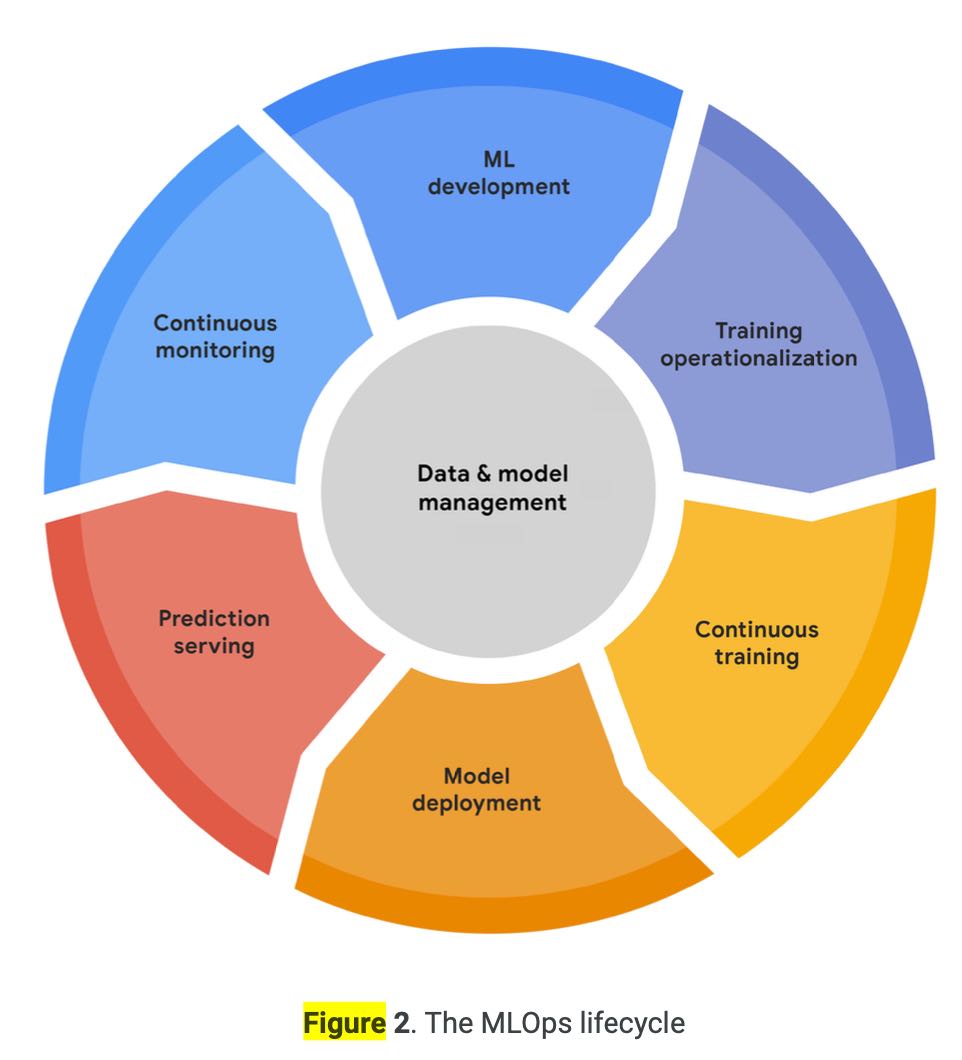 ML
development
Training
operationalization
Continuous
training
Model
deployment
Prediction
serving
Continuous
monitoring
Data & model
management
Figure 2. The MLOps lifecycle